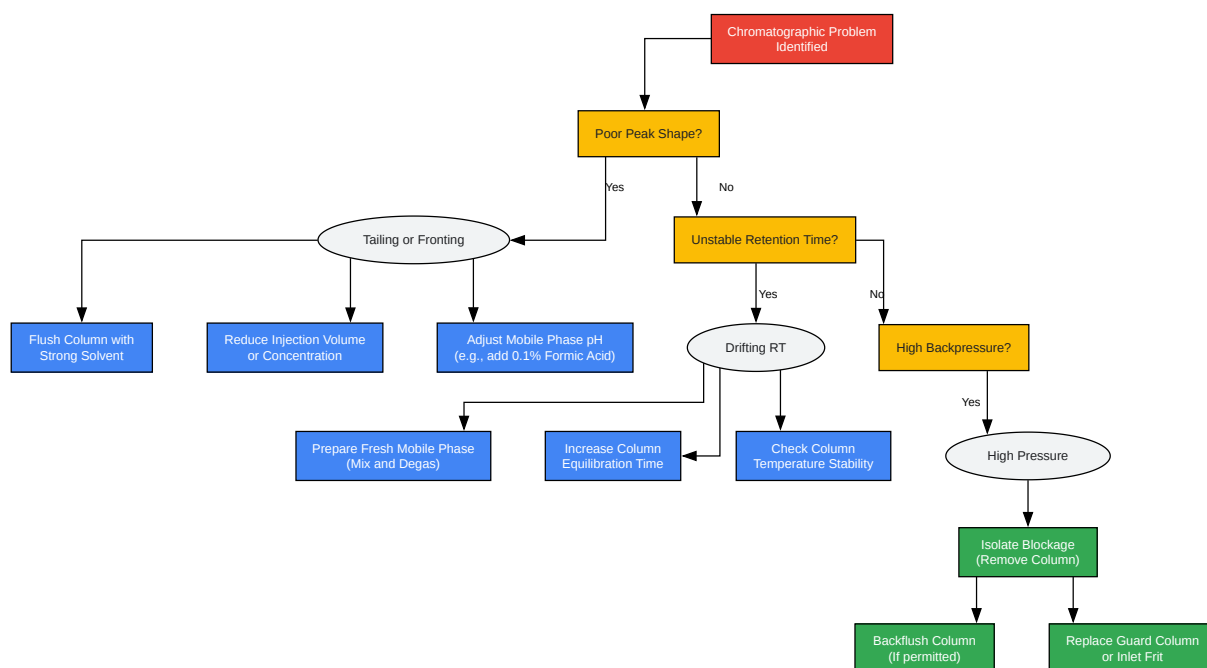 Chromatographic Problem
Identified
Poor Peak Shape?
Yes
No
Tailing or Fronting
Unstable Retention Time?
Yes
No
Flush Column with
Strong Solvent
Reduce Injection Volume
or Concentration
Adjust Mobile Phase pH
(e.g., add 0.1% Formic Acid)
Drifting RT
High Backpressure?
Yes
Prepare Fresh Mobile Phase
(Mix and Degas)
Increase Column
Equilibration Time
Check Column
Temperature Stability
High Pressure
Isolate Blockage
(Remove Column)
Backflush Column
(If permitted)
Replace Guard Column
or Inlet Frit